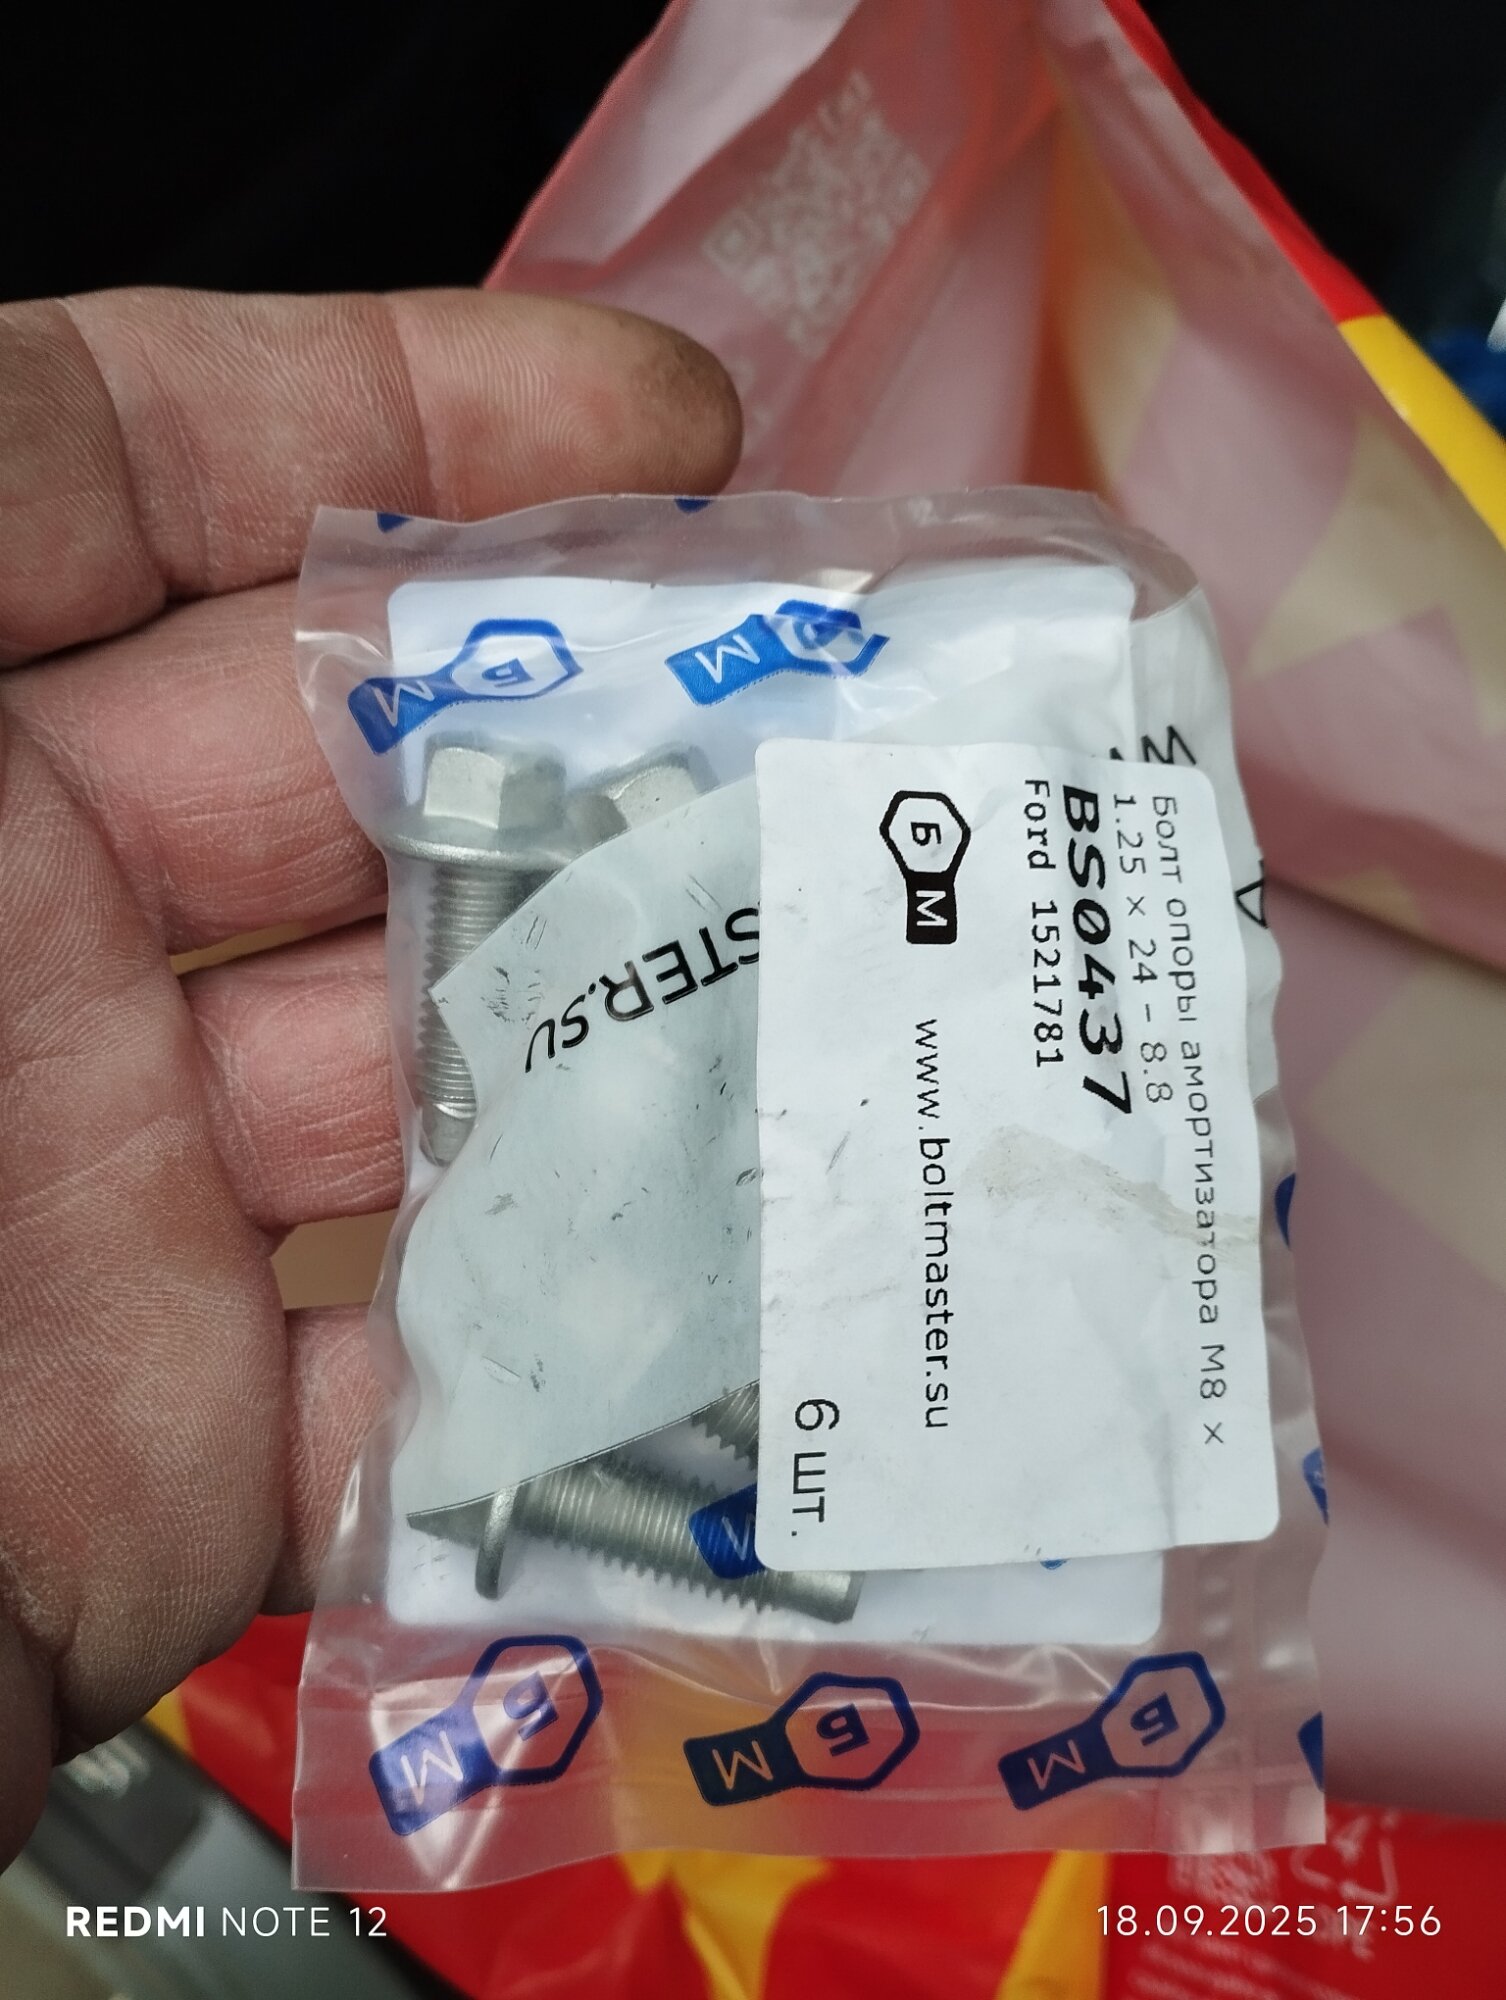 Болт опоры амортизатора М8 х
1.25 х 24 - 8.8
BS0437
Ford 1521781
Б М
www.boltmaster.su
6 шт.
STER.SU
Б М
Б М
Б М
Б М
Б М
REDMI NOTE 12
18.09.2025 17:56